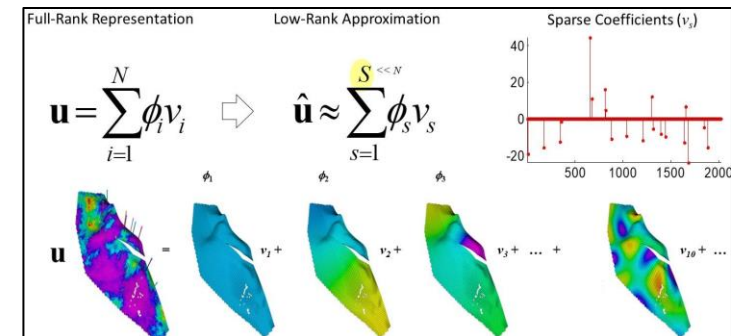 Full-Rank Representation
Low-Rank Approximation
Sparse Coefficients (vₛ)
N
u = ∑ ϕᵢvᵢ
i=1
S << N
û ≈ ∑ ϕₛvₛ
s=1
40
20
0
-20
500 1000 1500 2000
ϕ₁ ϕ₂ ϕ₃
u = v₁ + v₂ + v₃ + ... + v₁₀ + ...